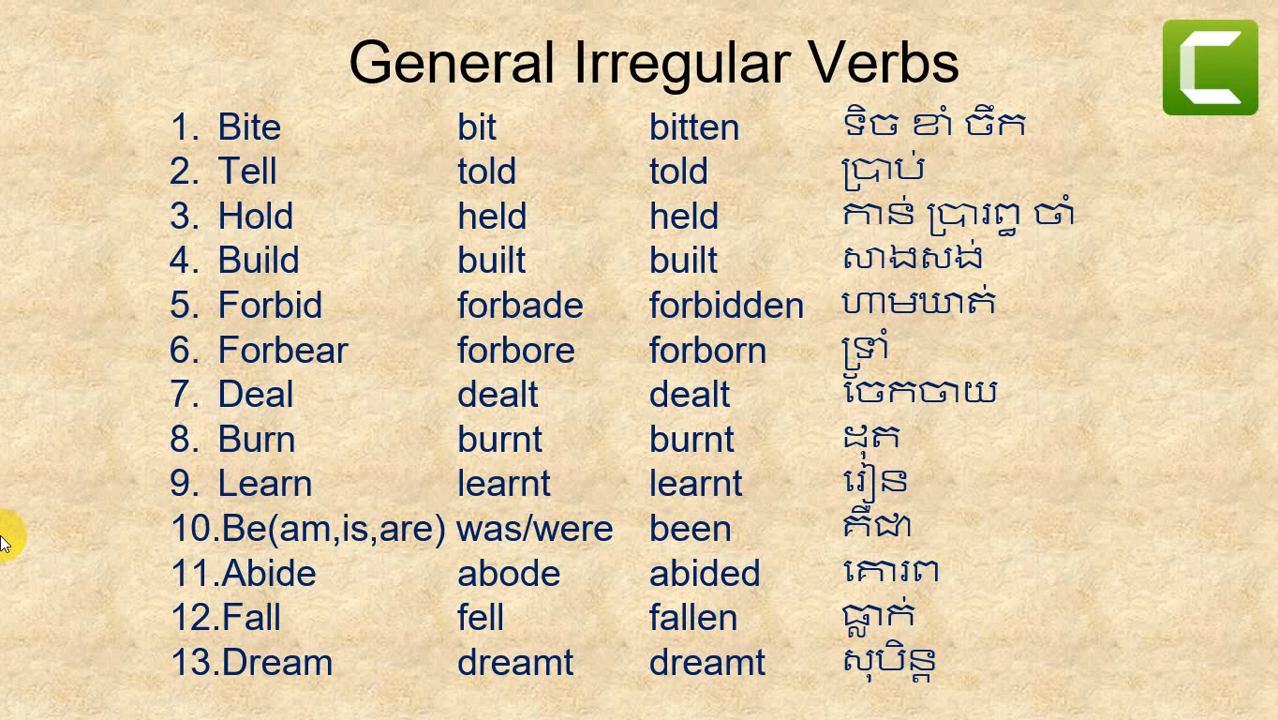 General Irregular Verbs
1. Bite bit bitten ទិច ខាំ ចឹក
2. Tell told told ប្រាប់
3. Hold held held កាន់ ប្រារព្ធ ចាំ
4. Build built built សាងសង់
5. Forbid forbade forbidden ហាមឃាត់
6. Forbear forbore forborn ទ្រាំ
7. Deal dealt dealt ចែកចាយ
8. Burn burnt burnt ដុត
9. Learn learnt learnt រៀន
10.Be(am,is,are) was/were been គឺជា
11.Abide abode abided គោរព
12.Fall fell fallen ធ្លាក់
13.Dream dreamt dreamt សុបិន្ត